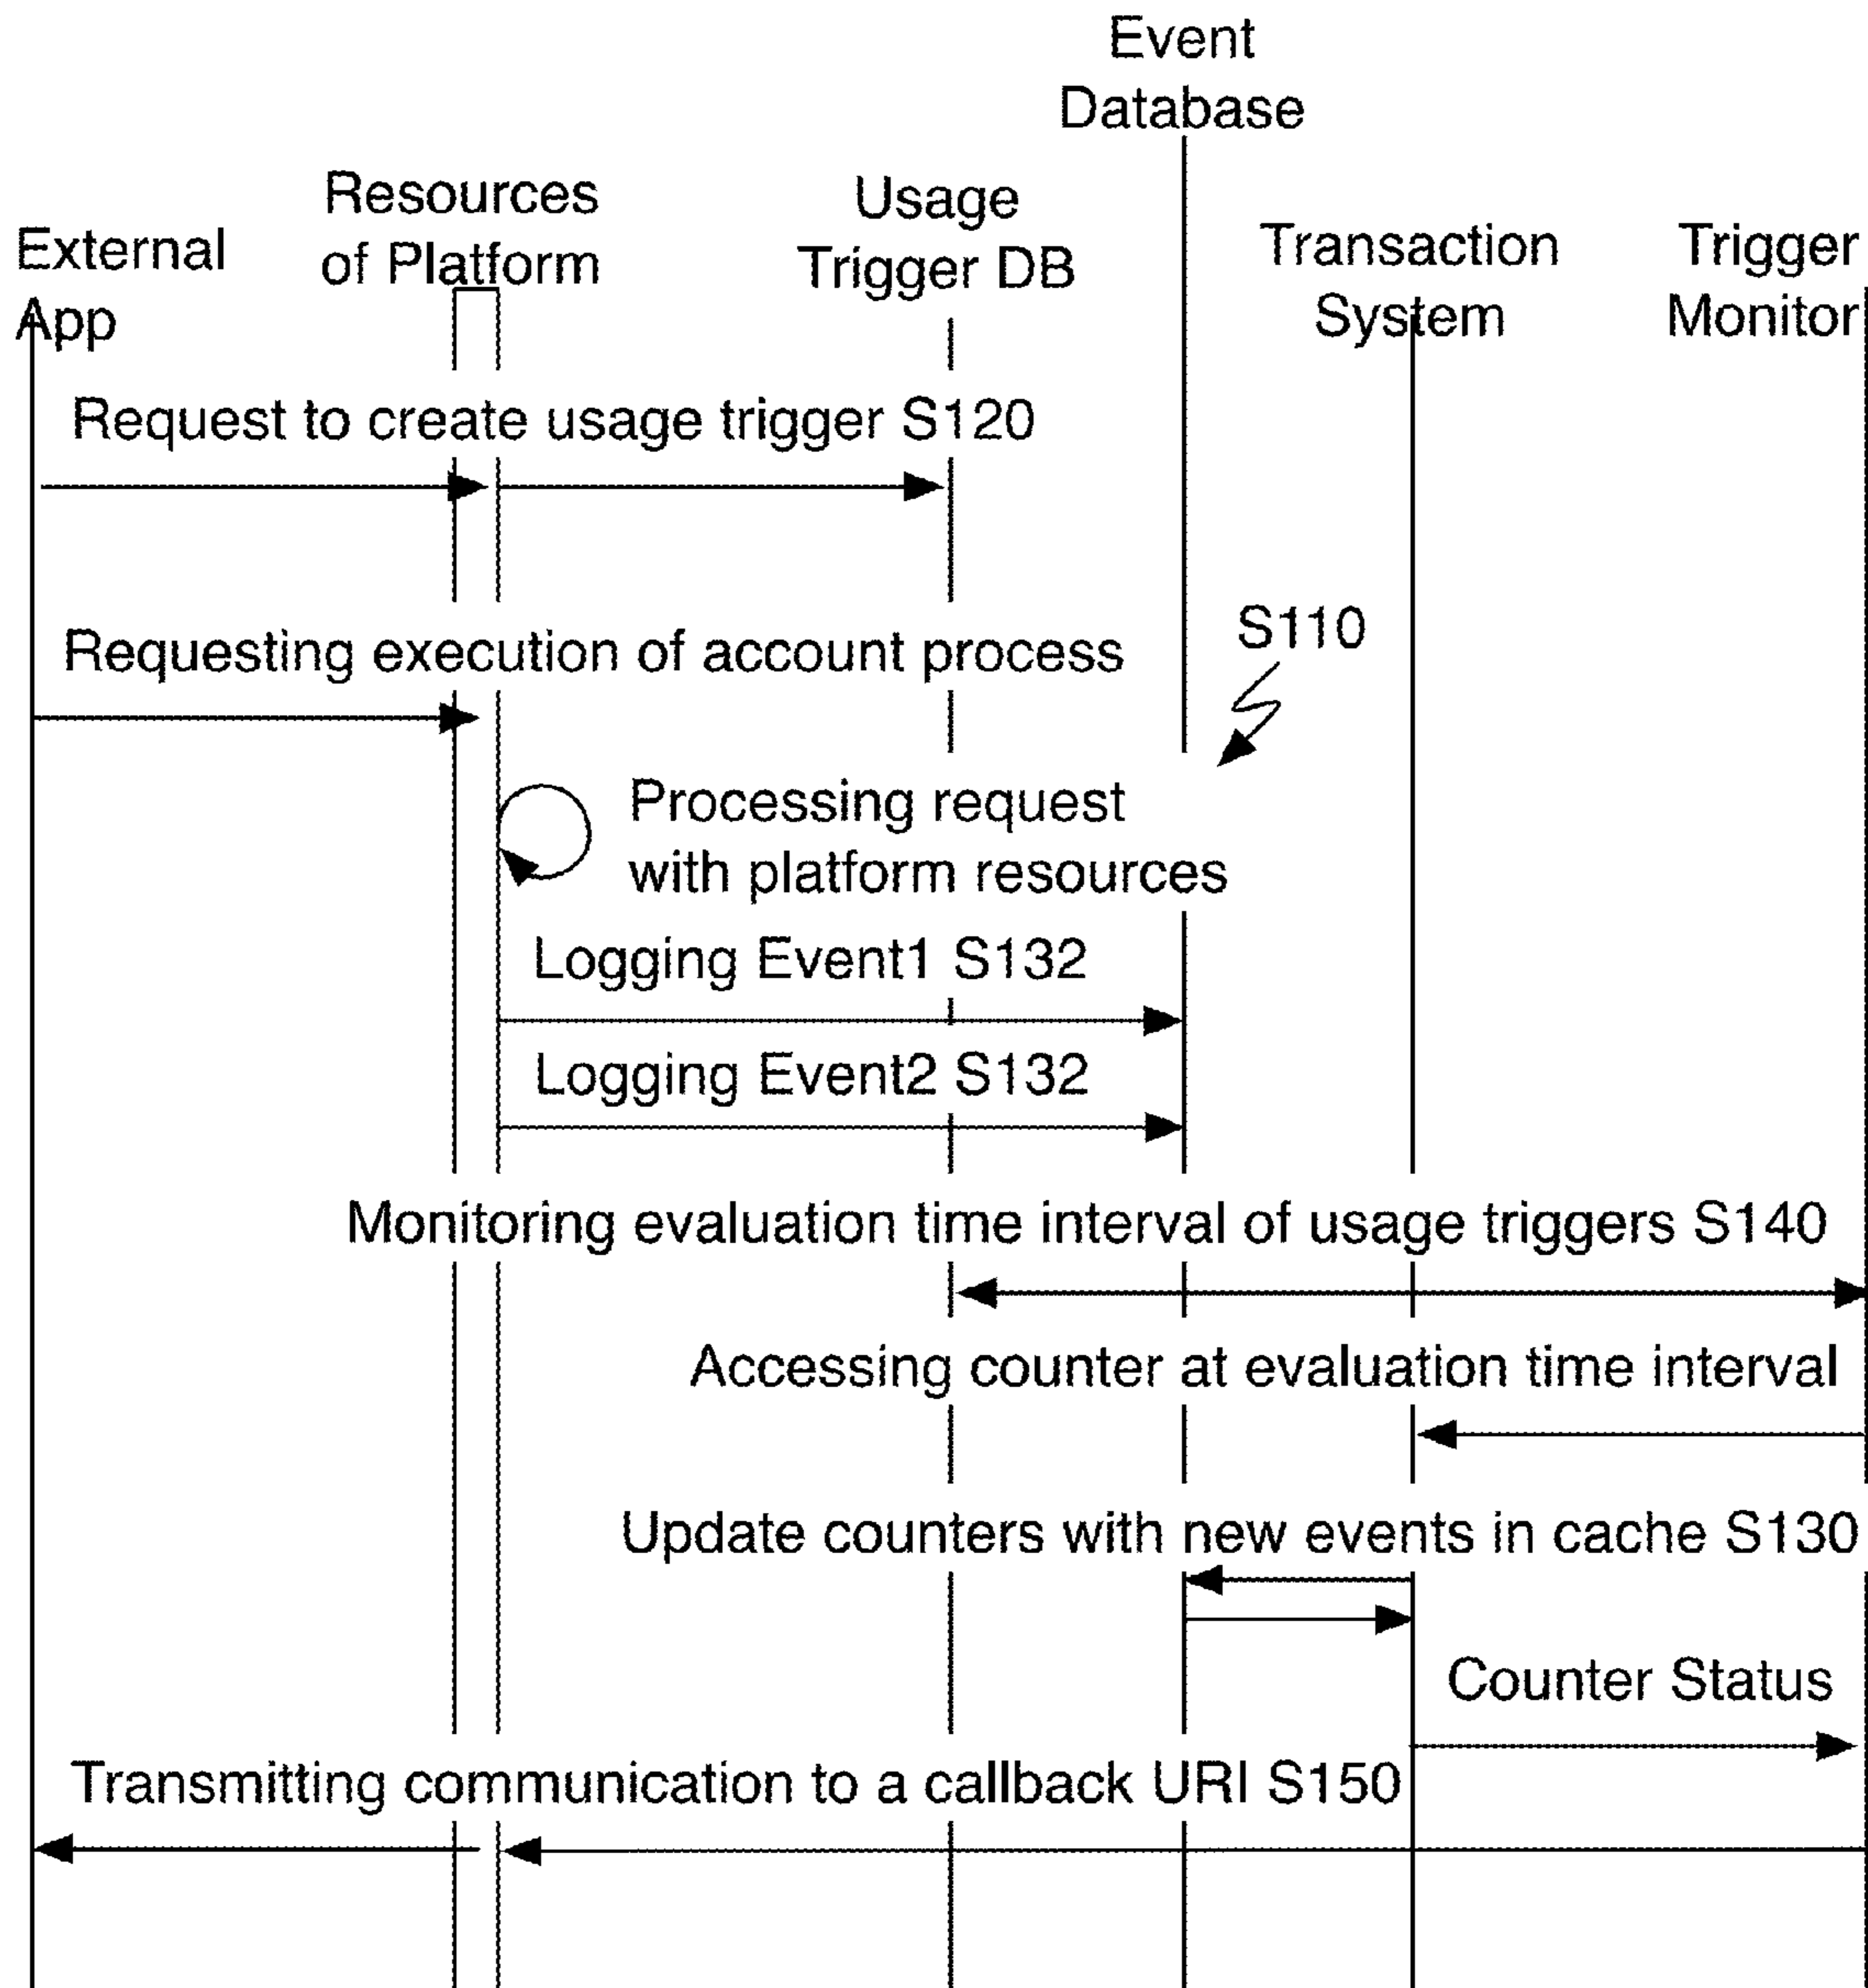 Event
Database
Resources
of Platform
Usage
Trigger DB
External
App
Transaction
System
Trigger
Monitor
Request to create usage trigger S120
Requesting execution of account process
S110
Processing request
with platform resources
Logging Event1 S132
Logging Event2 S132
Monitoring evaluation time interval of usage triggers S140
Accessing counter at evaluation time interval
Update counters with new events in cache S130
Counter Status
Transmitting communication to a callback URI S150